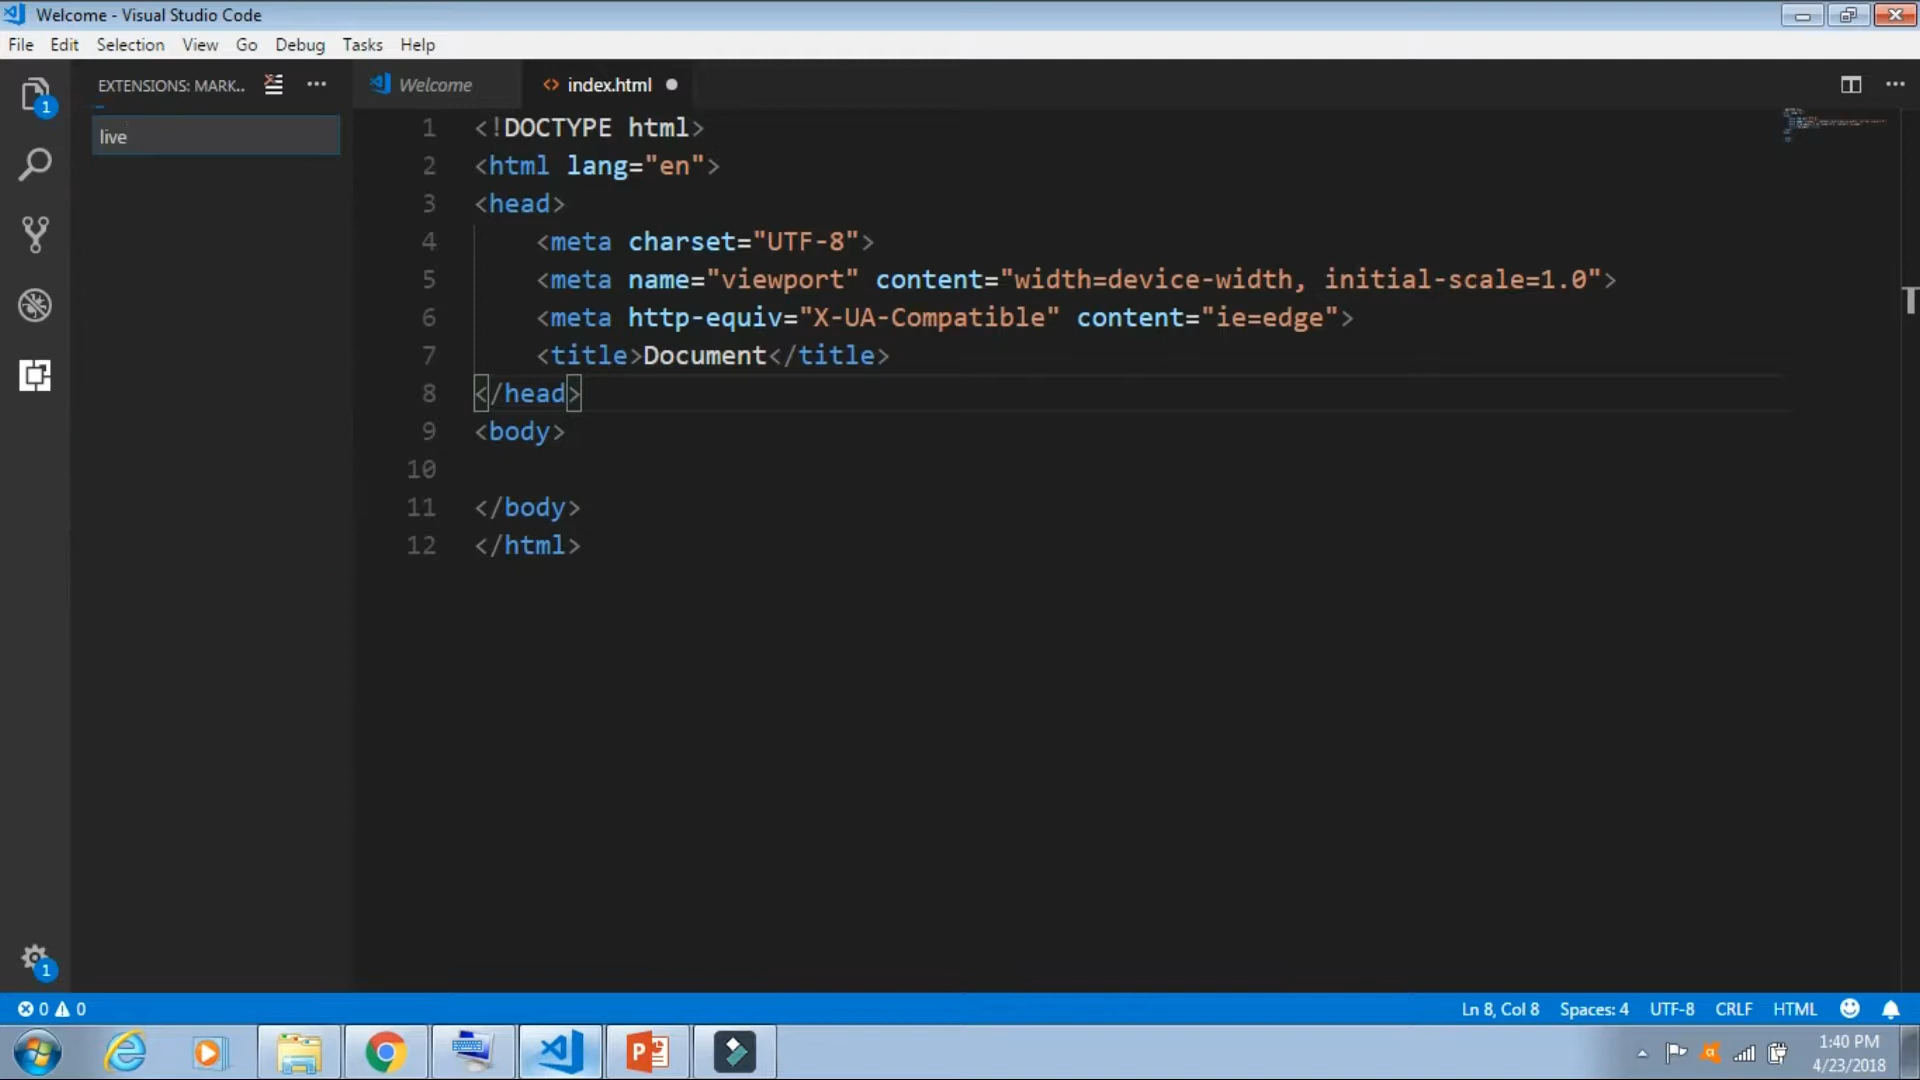 Welcome - Visual Studio Code
File Edit Selection View Go Debug Tasks Help
EXTENSIONS: MARK...
Welcome
index.html
live
1 <!DOCTYPE html>
2 <html lang="en">
3 <head>
4 <meta charset="UTF-8">
5 <meta name="viewport" content="width=device-width, initial-scale=1.0">
6 <meta http-equiv="X-UA-Compatible" content="ie=edge">
7 <title>Document</title>
8 </head>
9 <body>
10
11 </body>
12 </html>
1
1
T
0 0
Ln 8, Col 8 Spaces: 4 UTF-8 CRLF HTML
1:40 PM
4/23/2018